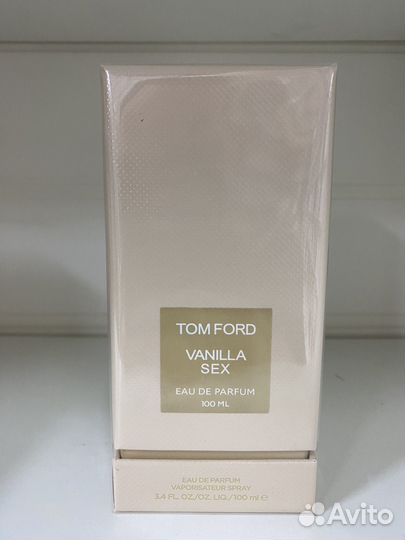 TOM FORD
VANILLA
SEX
EAU DE PARFUM
100 ML
EAU DE PARFUM
VAPORISATEUR SPRAY
3.4 FL. OZ./OZ. LIQ./100 ml ℮
Avito